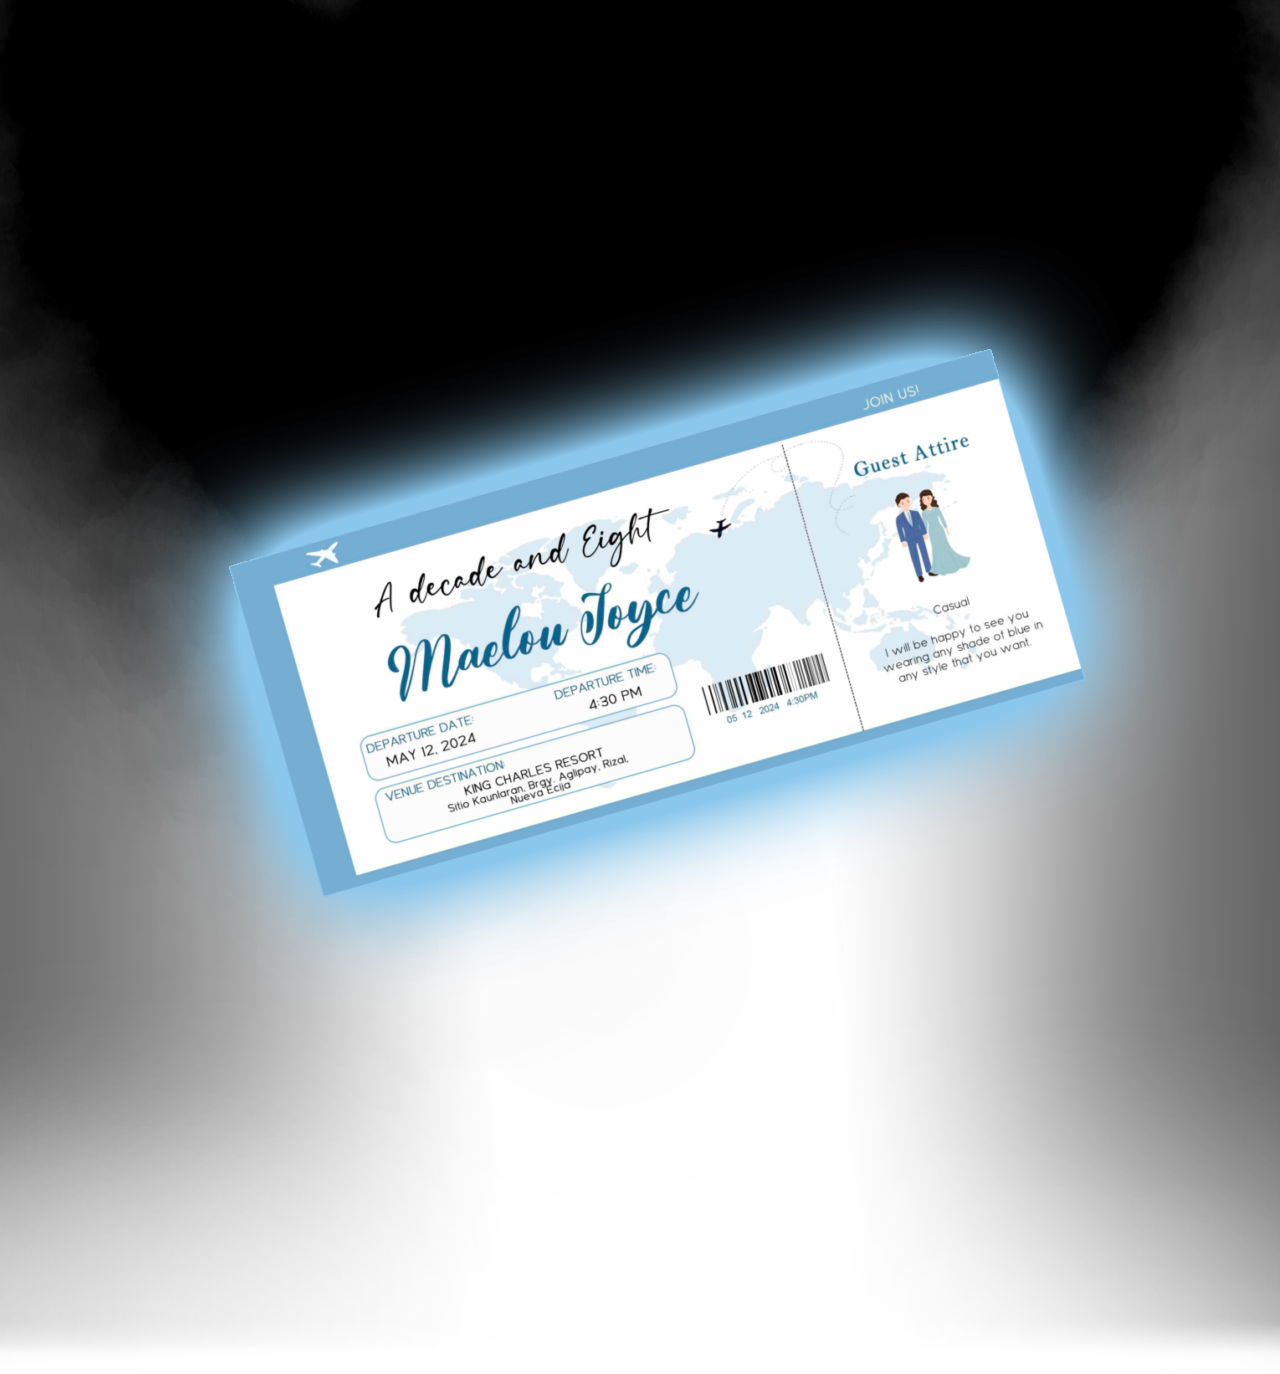 JOIN US!
A decade and Eight
Maelou Joyce
DEPARTURE DATE:
MAY 12, 2024
DEPARTURE TIME:
4:30 PM
VENUE DESTINATION:
KING CHARLES RESORT
Sitio Kaunlaran, Brgy. Aglipay, Rizal,
Nueva Ecija
05 12 2024 4:30PM
Guest Attire
Casual
I will be happy to see you
wearing any shade of blue in
any style that you want.